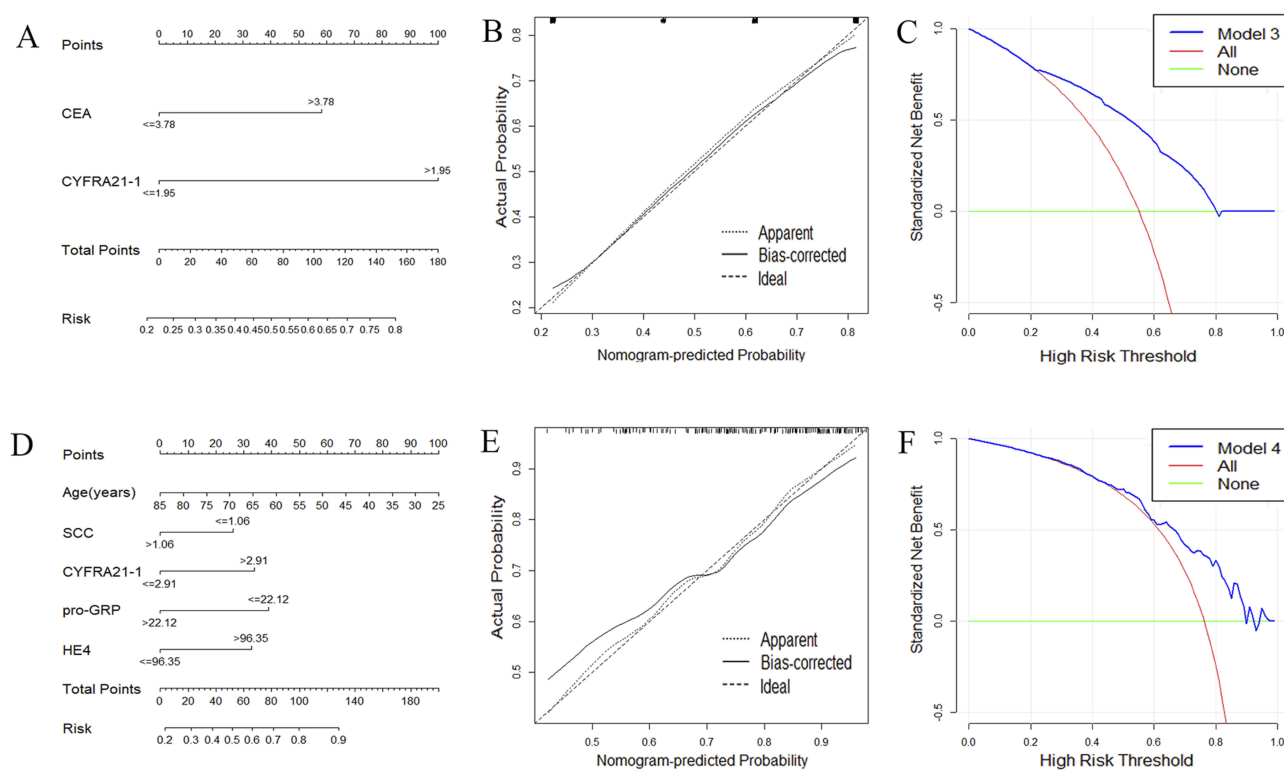 A
Points
0 10 20 30 40 50 60 70 80 90 100
CEA
>3.78
<=3.78
CYFRA21-1
>1.95
<=1.95
Total Points
0 20 40 60 80 100 120 140 160 180
Risk
0.2 0.25 0.3 0.35 0.4 0.45 0.5 0.55 0.6 0.65 0.7 0.75 0.8
B
Actual Probability
0.8
0.7
0.6
0.5
0.4
0.3
0.2
Apparent
Bias-corrected
Ideal
0.2 0.3 0.4 0.5 0.6 0.7 0.8
Nomogram-predicted Probability
C
Standardized Net Benefit
1.0
0.5
0.0
-0.5
Model 3
All
None
0.0 0.2 0.4 0.6 0.8 1.0
High Risk Threshold
D
Points
0 10 20 30 40 50 60 70 80 90 100
Age(years)
85 80 75 70 65 60 55 50 45 40 35 30 25
SCC
<=1.06
>1.06
CYFRA21-1
>2.91
<=2.91
pro-GRP
<=22.12
>22.12
HE4
>96.35
<=96.35
Total Points
0 20 40 60 80 100 140 180
Risk
0.2 0.3 0.4 0.5 0.6 0.7 0.8 0.9
E
Actual Probability
0.9
0.8
0.7
0.6
0.5
Apparent
Bias-corrected
Ideal
0.5 0.6 0.7 0.8 0.9
Nomogram-predicted Probability
F
Standardized Net Benefit
1.0
0.5
0.0
-0.5
Model 4
All
None
0.0 0.2 0.4 0.6 0.8 1.0
High Risk Threshold